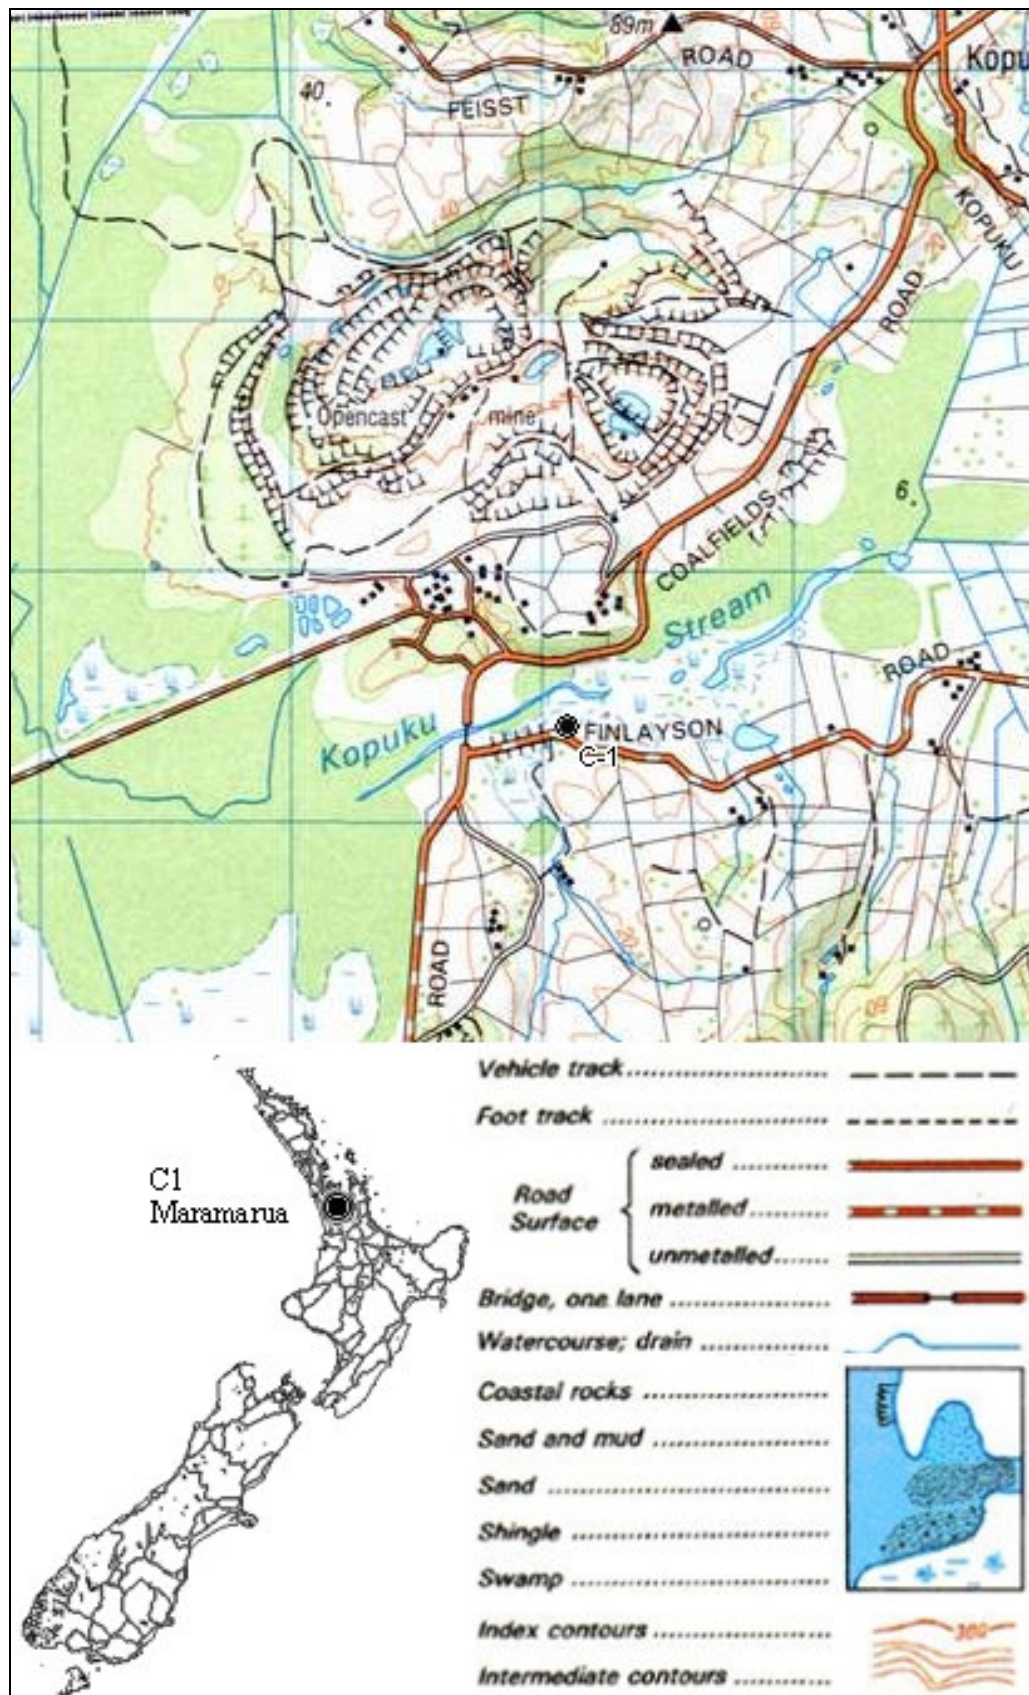 89m
ROAD
Kopu
40
FEISST
KOPUKU
ROAD
Opencast mine
6
COALFIELDS
Stream
ROAD
Kopuku
FINLAYSON
C-1
ROAD
C1
Maramarua
Vehicle track
Foot track
Road Surface
sealed
metalled
unmetalled
Bridge, one lane
Watercourse; drain
Coastal rocks
Sand and mud
Sand
Shingle
Swamp
Index contours
300
Intermediate contours